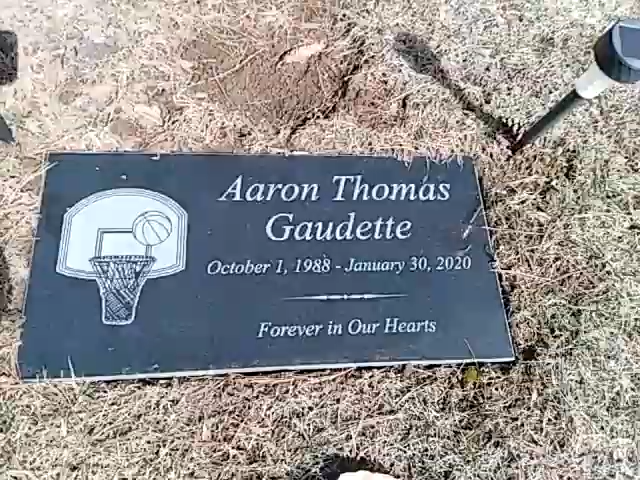 Aaron Thomas
Gaudette
October 1, 1988 - January 30, 2020
Forever in Our Hearts